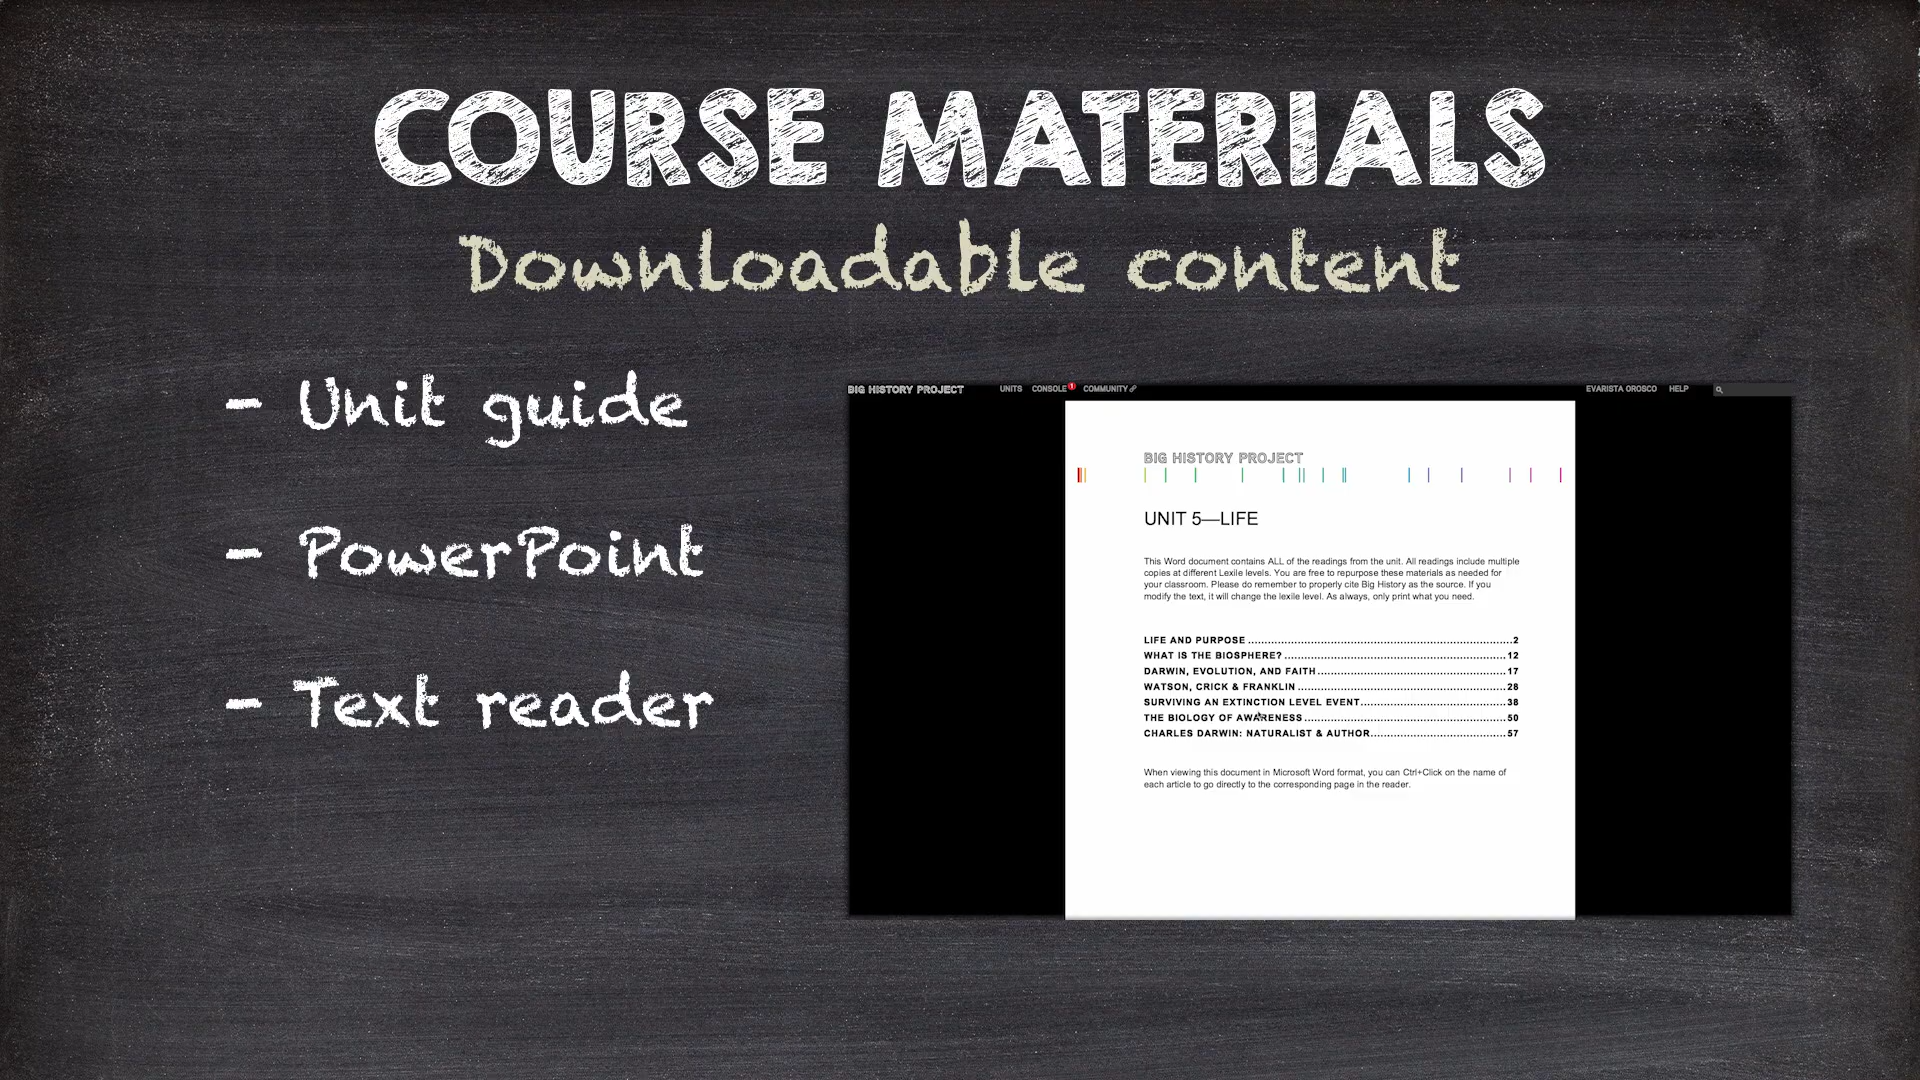 COURSE MATERIALS
Downloadable content
- Unit guide
- PowerPoint
- Text reader
BIG HISTORY PROJECT UNITS CONSOLE 1 COMMUNITY EVARISTA OROSCO HELP
BIG HISTORY PROJECT
UNIT 5—LIFE
This Word document contains ALL of the readings from the unit. All readings include multiple
copies at different Lexile levels. You are free to repurpose these materials as needed for
your classroom. Please do remember to properly cite Big History as the source. If you
modify the text, it will change the lexile level. As always, only print what you need.
LIFE AND PURPOSE ........ 2
WHAT IS THE BIOSPHERE? ........ 12
DARWIN, EVOLUTION, AND FAITH ........ 17
WATSON, CRICK & FRANKLIN ........ 28
SURVIVING AN EXTINCTION LEVEL EVENT ........ 38
THE BIOLOGY OF AWARENESS ........ 50
CHARLES DARWIN: NATURALIST & AUTHOR ........ 57
When viewing this document in Microsoft Word format, you can Ctrl+Click on the name of
each article to go directly to the corresponding page in the reader.